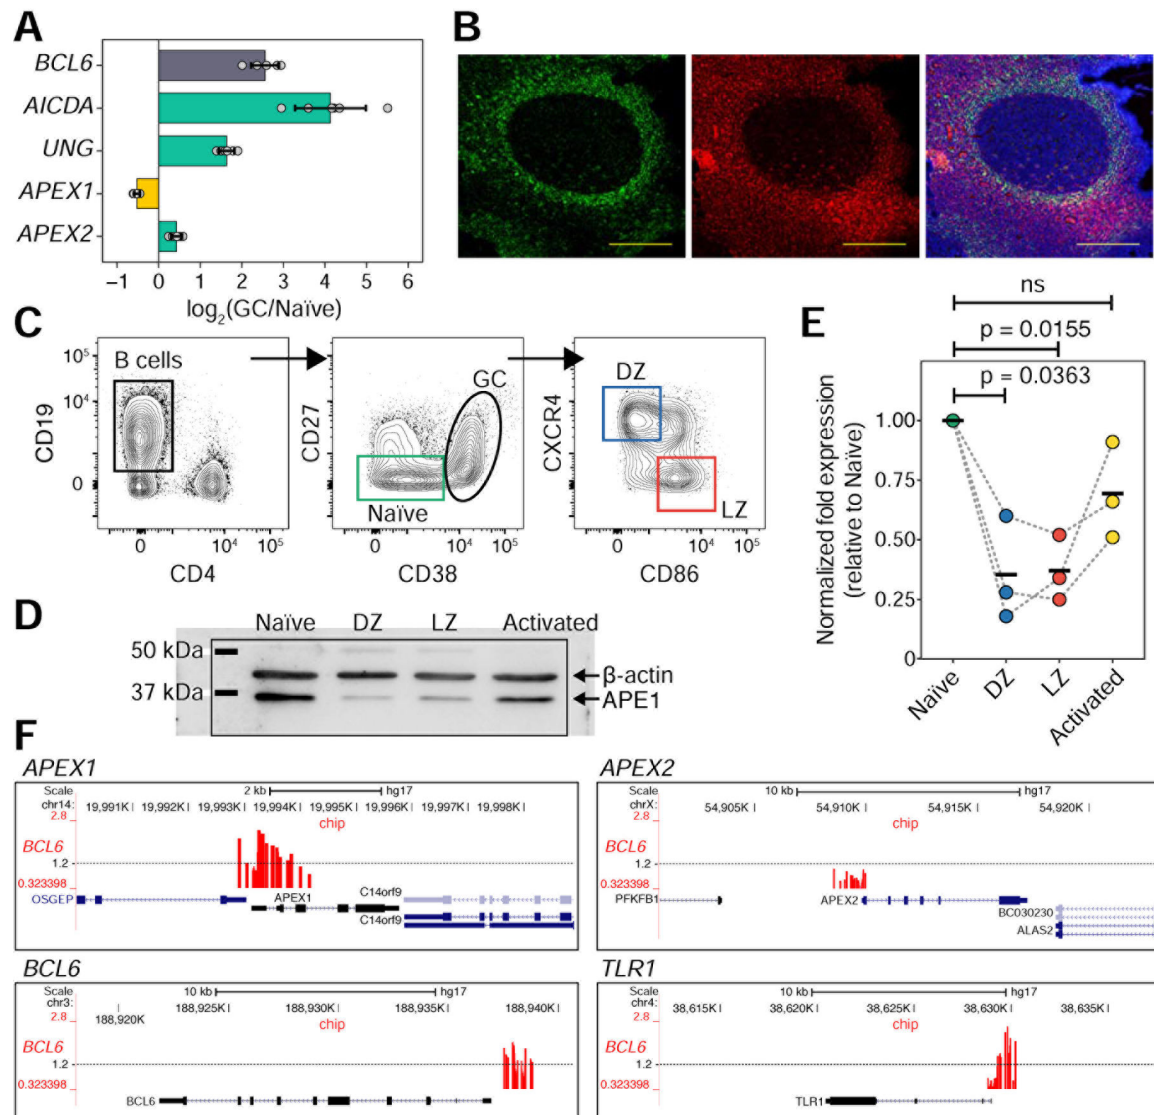 A
BCL6
AICDA
UNG
APEX1
APEX2
−1 0 1 2 3 4 5 6
log2(GC/Naïve)
B
C
B cells
CD19
10^5
10^4
0
0 10^4 10^5
CD4
GC
CD27
Naïve
0 10^4 10^5
CD38
DZ
CXCR4
LZ
0 10^4 10^5
CD86
D
Naïve DZ LZ Activated
50 kDa
37 kDa
β-actin
APE1
E
ns
p = 0.0155
p = 0.0363
Normalized fold expression
(relative to Naïve)
1.00
0.75
0.50
0.25
0
Naïve DZ LZ Activated
F
APEX1
Scale 2 kb hg17
chr14: 19,991K 19,992K 19,993K 19,994K 19,995K 19,996K 19,997K 19,998K
2.8
chip
BCL6
1.2
0.323398
OSGEP
APEX1
C14orf9
C14orf9
APEX2
Scale 10 kb hg17
chrX: 54,905K 54,910K 54,915K 54,920K
2.8
chip
BCL6
1.2
0.323398
PFKFB1
APEX2
BC030230
ALAS2
BCL6
Scale 10 kb hg17
chr3: 188,920K 188,925K 188,930K 188,935K 188,940K
2.8
chip
BCL6
1.2
0.323398
BCL6
TLR1
Scale 10 kb hg17
chr4: 38,615K 38,620K 38,625K 38,630K 38,635K
2.8
chip
BCL6
1.2
0.323398
TLR1